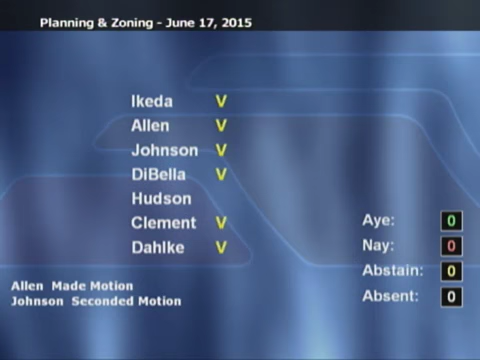 Planning & Zoning - June 17, 2015
Ikeda V
Allen V
Johnson V
DiBella V
Hudson
Clement V
Dahlke V
Aye: 0
Nay: 0
Abstain: 0
Absent: 0
Allen Made Motion
Johnson Seconded Motion